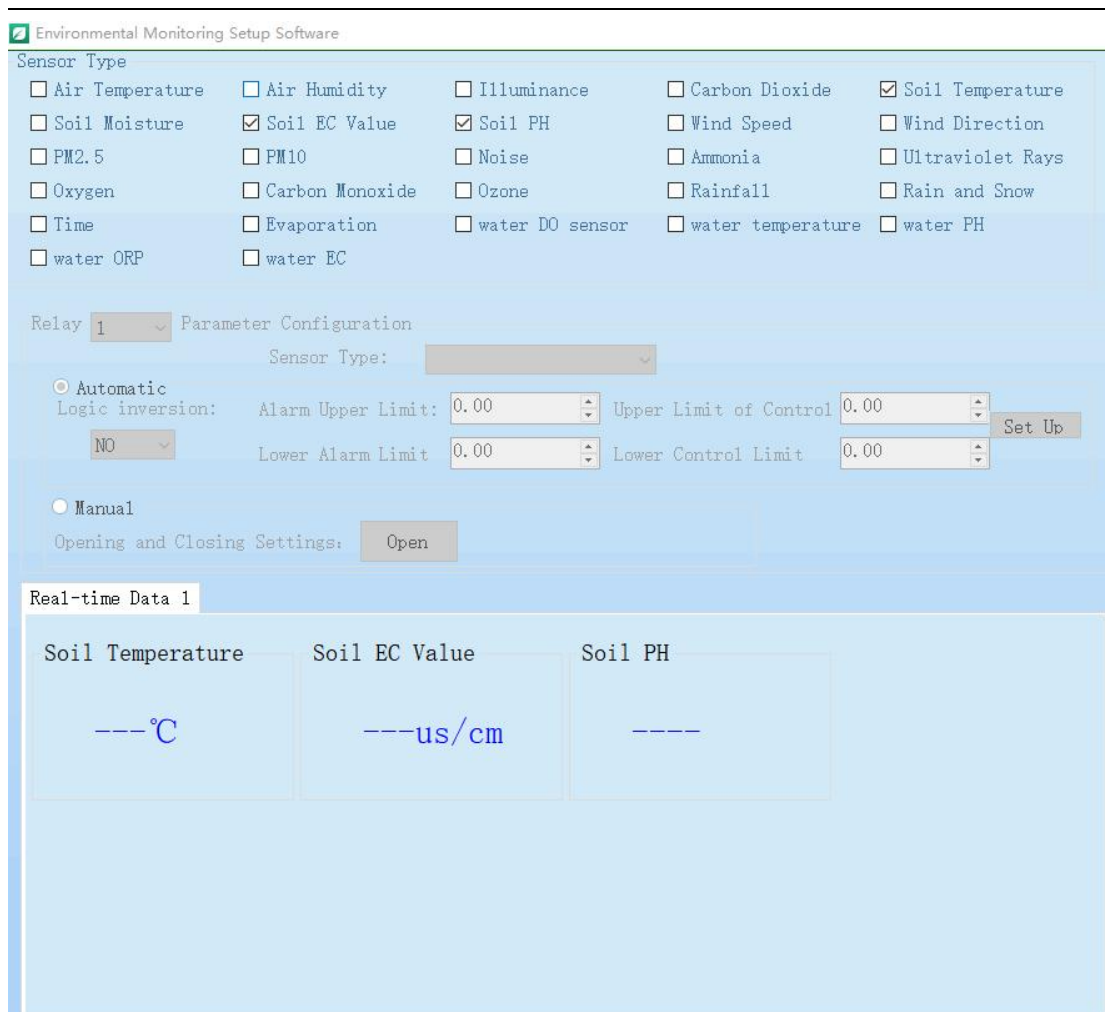 Environmental Monitoring Setup Software
Sensor Type
Air Temperature Air Humidity Illuminance Carbon Dioxide Soil Temperature
Soil Moisture Soil EC Value Soil PH Wind Speed Wind Direction
PM2.5 PM10 Noise Ammonia Ultraviolet Rays
Oxygen Carbon Monoxide Ozone Rainfall Rain and Snow
Time Evaporation water DO sensor water temperature water PH
water ORP water EC
Relay 1 Parameter Configuration
Sensor Type:
Automatic
Logic inversion: Alarm Upper Limit: 0.00 Upper Limit of Control 0.00
Set Up
NO Lower Alarm Limit 0.00 Lower Control Limit 0.00
Manual
Opening and Closing Settings: Open
Real-time Data 1
Soil Temperature Soil EC Value Soil PH
---℃ ---us/cm ----